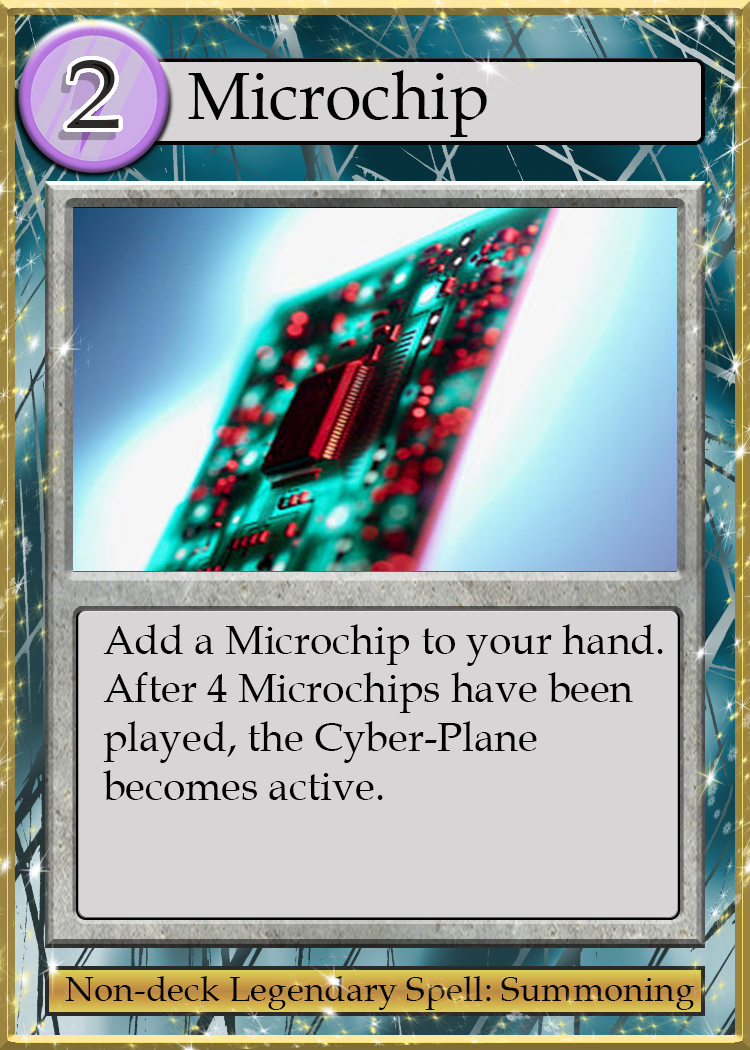 2
Microchip
Add a Microchip to your hand.
After 4 Microchips have been
played, the Cyber-Plane
becomes active.
Non-deck Legendary Spell: Summoning